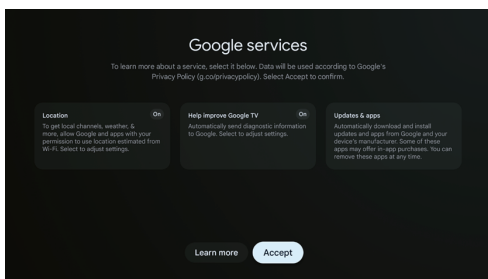 Google services
To learn more about a service, select it below. Data will be used according to Google's
Privacy Policy (g.co/privacypolicy). Select Accept to confirm.
Location
On
To get local channels, weather, &
more, allow Google and apps with your
permission to use location estimated from
Wi-Fi. Select to adjust settings.
Help improve Google TV
On
Automatically send diagnostic information
to Google. Select to adjust settings.
Updates & apps
Automatically download and install
updates and apps from Google and your
device's manufacturer. Some of these
apps may offer in-app purchases. You can
remove these apps at any time.
Learn more
Accept